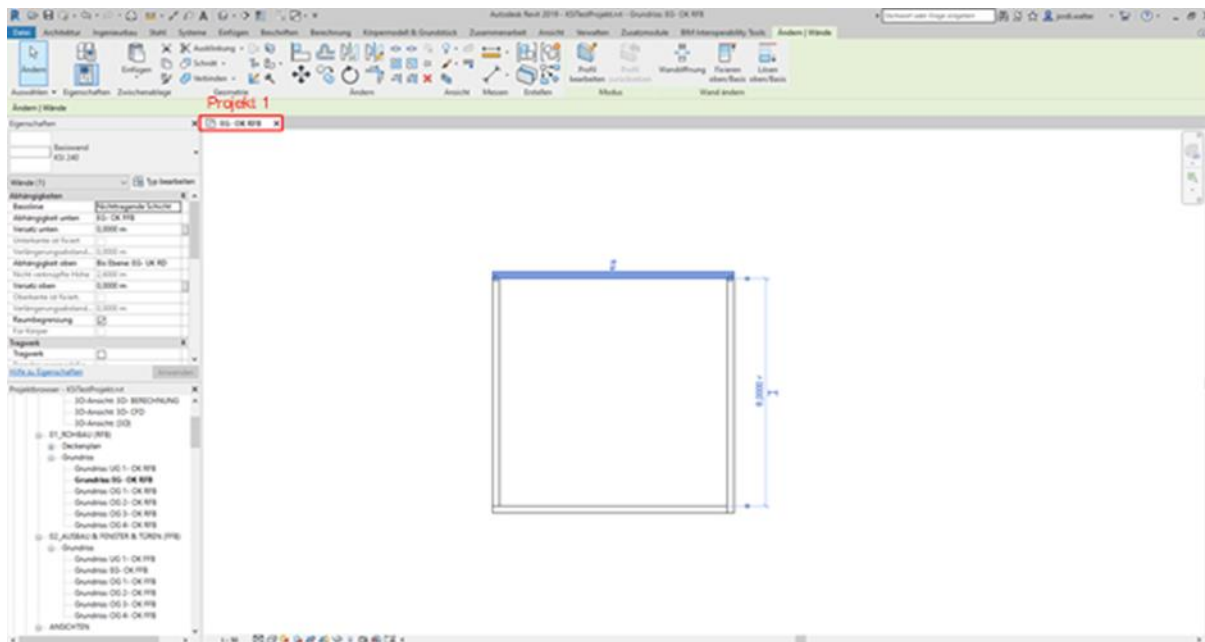 Autodesk Revit 2019 - KSITestProjekt.rvt - Grundriss: EG- OK RFB
Datei Architektur Ingenieurbau Stahl Systeme Einfügen Beschriften Berechnung Körpermodell & Grundstück Zusammenarbeit Ansicht Verwalten Zusatzmodule BIM Interoperability Tools Ändern | Wände
Ändern Einfügen Ausklinkung Schnitt Verbinden Profil bearbeiten Wandöffnung Fixieren oben/Basis Lösen oben/Basis
Auswählen Eigenschaften Zwischenablage Geometrie Ändern Ansicht Messen Erstellen Modus Wand ändern
Ändern | Wände
Projekt 1
Eigenschaften
EG- OK RFB
Basiswand
KSI 240
Wände (1) Typ bearbeiten
Abhängigkeiten
Basislinie Nichttragende Schicht
Abhängigkeit unten EG- OK FFB
Versatz unten 0,0000 m
Unterkante ist fixiert
Verlängerungsabstand... 0,0000 m
Abhängigkeit oben Bis Ebene: EG- UK RD
Nicht verknüpfte Höhe
Versatz oben 0,0000 m
Oberkante ist fixiert
Verlängerungsabstand... 0,0000 m
Raumbegrenzung
Für Körper
Tragwerk
Tragwerk
Hilfe zu Eigenschaften Anwenden
Projektbrowser - KSITestProjekt.rvt
3D-Ansicht: 3D- BERECHNUNG
3D-Ansicht: 3D- CFD
3D-Ansicht: {3D}
01_ROHBAU (RFB)
Deckenplan
Grundriss
Grundriss: UG 1- OK RFB
Grundriss: EG- OK RFB
Grundriss: OG 1- OK RFB
Grundriss: OG 2- OK RFB
Grundriss: OG 3- OK RFB
Grundriss: OG 4- OK RFB
02_AUSBAU & FENSTER & TÜREN (FFB)
Grundriss
Grundriss: UG 1- OK FFB
Grundriss: EG- OK FFB
Grundriss: OG 1- OK FFB
Grundriss: OG 2- OK FFB
Grundriss: OG 3- OK FFB
Grundriss: OG 4- OK FFB
ANSICHTEN